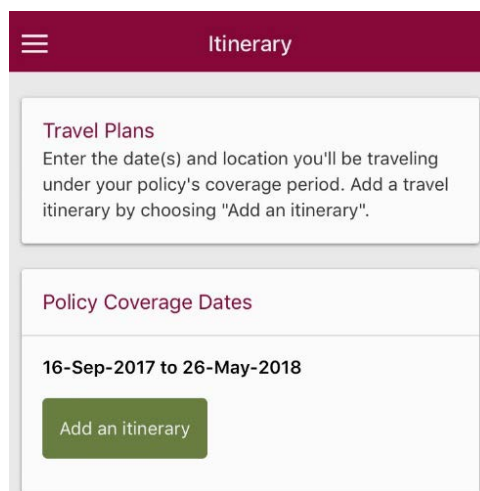 Itinerary
Travel Plans
Enter the date(s) and location you'll be traveling
under your policy's coverage period. Add a travel
itinerary by choosing "Add an itinerary".
Policy Coverage Dates
16-Sep-2017 to 26-May-2018
Add an itinerary